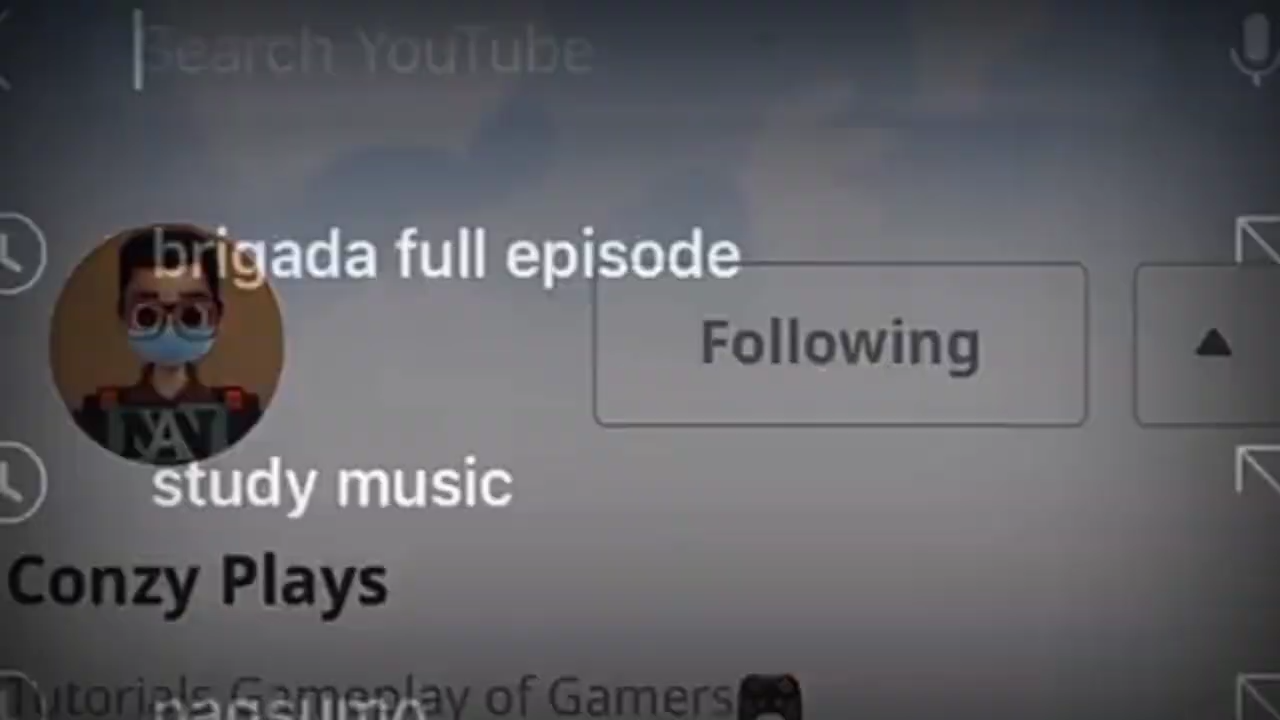 Search YouTube
brigada full episode
Following
study music
Conzy Plays
Tutorials Gameplay of Gamers